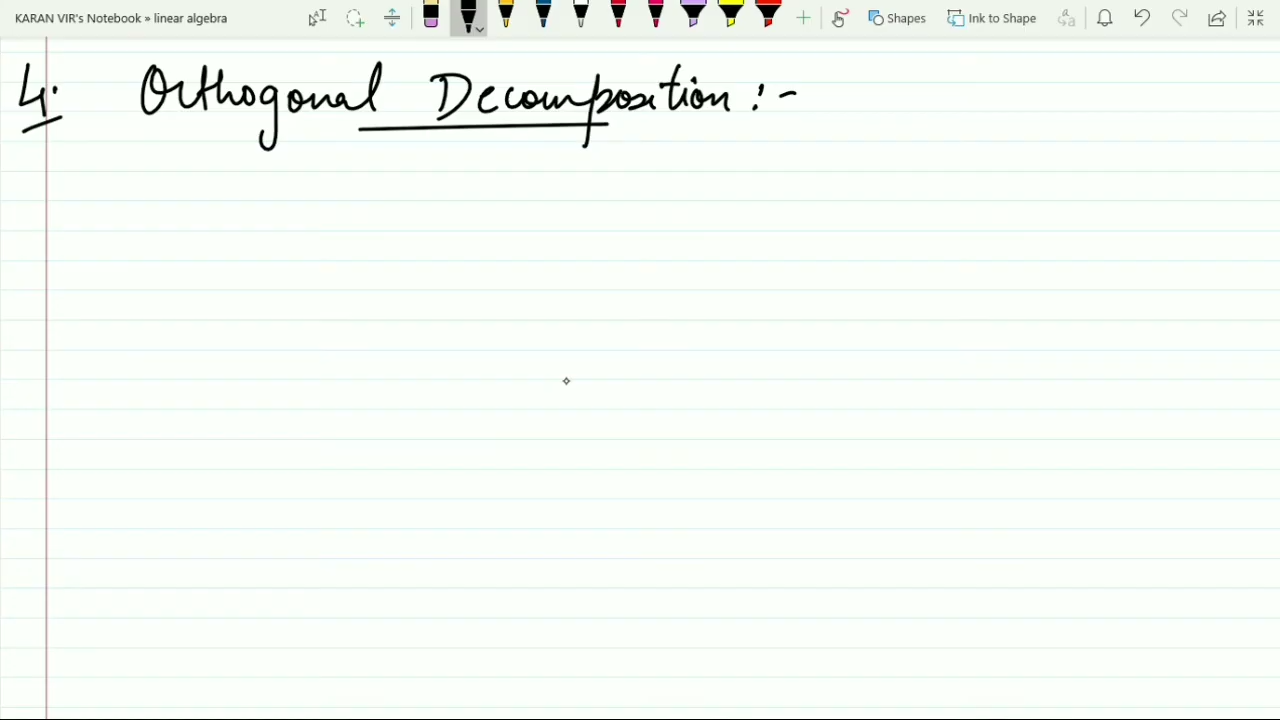 KARAN VIR's Notebook » linear algebra
Shapes
Ink to Shape
4. Orthogonal Decomposition :-